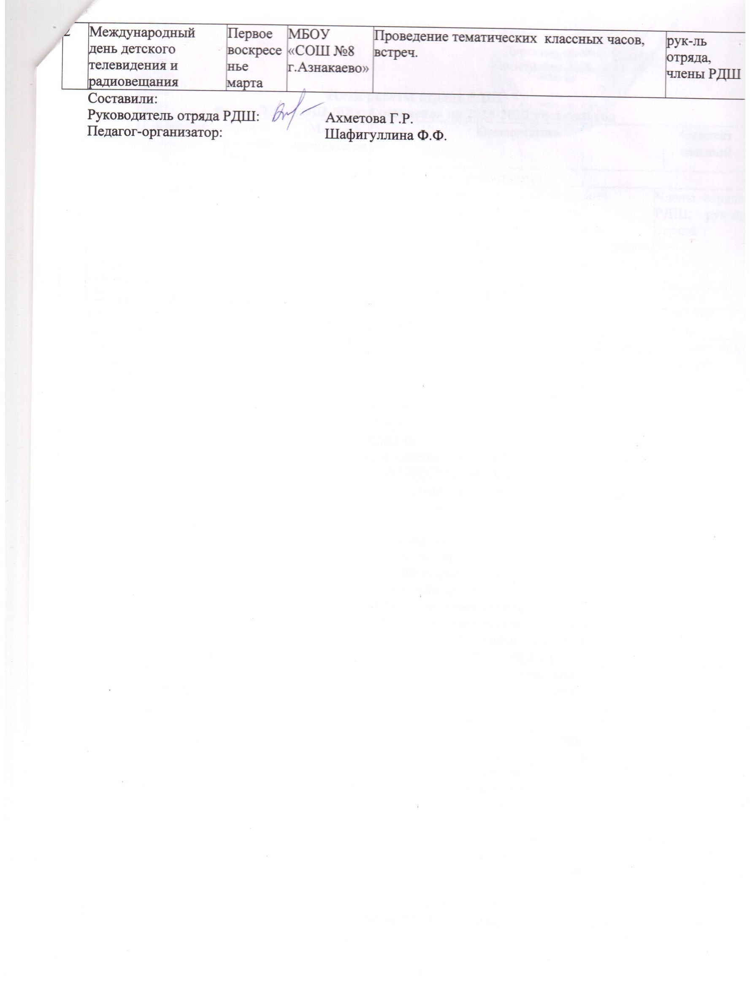 2
Международный
день детского
телевидения и
радиовещания
Первое
воскресе
нье
марта
МБОУ
«СОШ №8
г.Азнакаево»
Проведение тематических  классных часов,
встреч.
рук-ль
отряда,
члены РДШ
Составили:
Руководитель отряда РДШ:
Ахметова Г.Р.
Педагог-организатор:
Шафигуллина Ф.Ф.